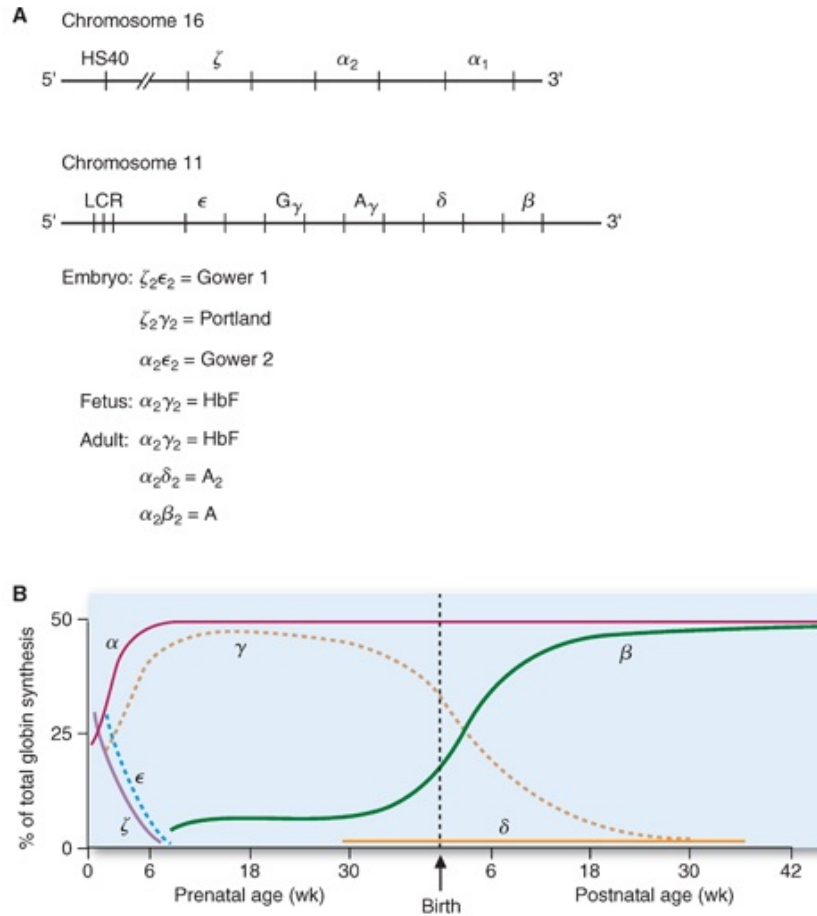 A
Chromosome 16
HS40 ζ α₂ α₁
5' 3'
Chromosome 11
LCR ϵ Gγ Aγ δ β
5' 3'
Embryo: ζ₂ϵ₂ = Gower 1
ζ₂γ₂ = Portland
α₂ϵ₂ = Gower 2
Fetus: α₂γ₂ = HbF
Adult: α₂γ₂ = HbF
α₂δ₂ = A₂
α₂β₂ = A
B
% of total globin synthesis
50
25
0
α
γ
β
ϵ
ζ
δ
0 6 18 30 6 18 30 42
Prenatal age (wk) Birth Postnatal age (wk)